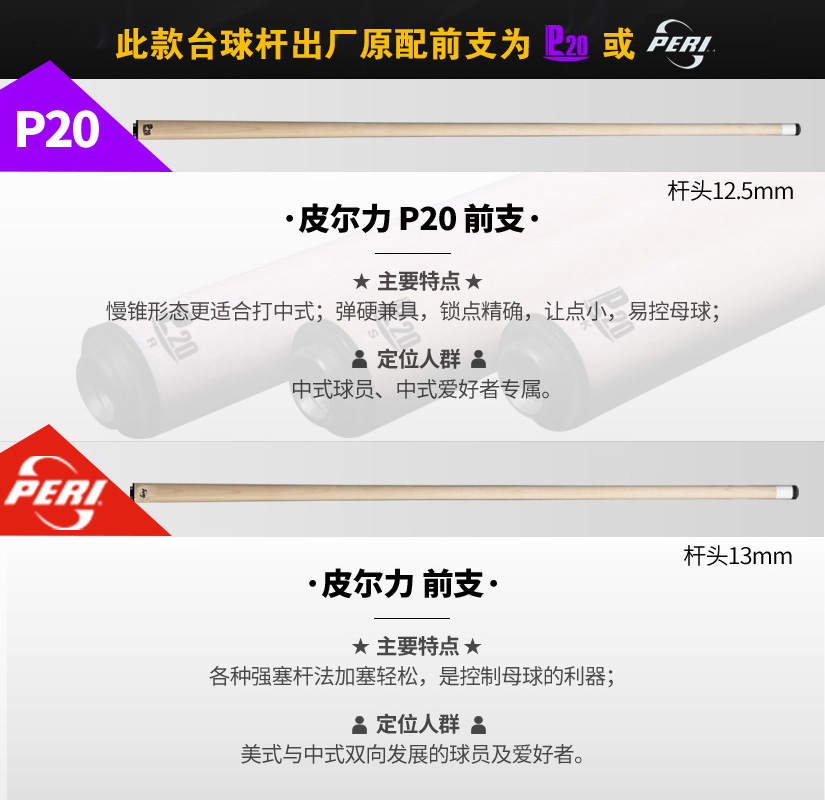 此款台球杆出厂原配前支为 P20 或 PERI
P20
杆头12.5mm
·皮尔力 P20 前支·
★ 主要特点 ★
慢锥形态更适合打中式；弹硬兼具，锁点精确，让点小，易控母球；
定位人群
中式球员、中式爱好者专属。
P20
R
P20
S
P20
K
PERI
杆头13mm
·皮尔力 前支·
★ 主要特点 ★
各种强塞杆法加塞轻松，是控制母球的利器；
定位人群
美式与中式双向发展的球员及爱好者。